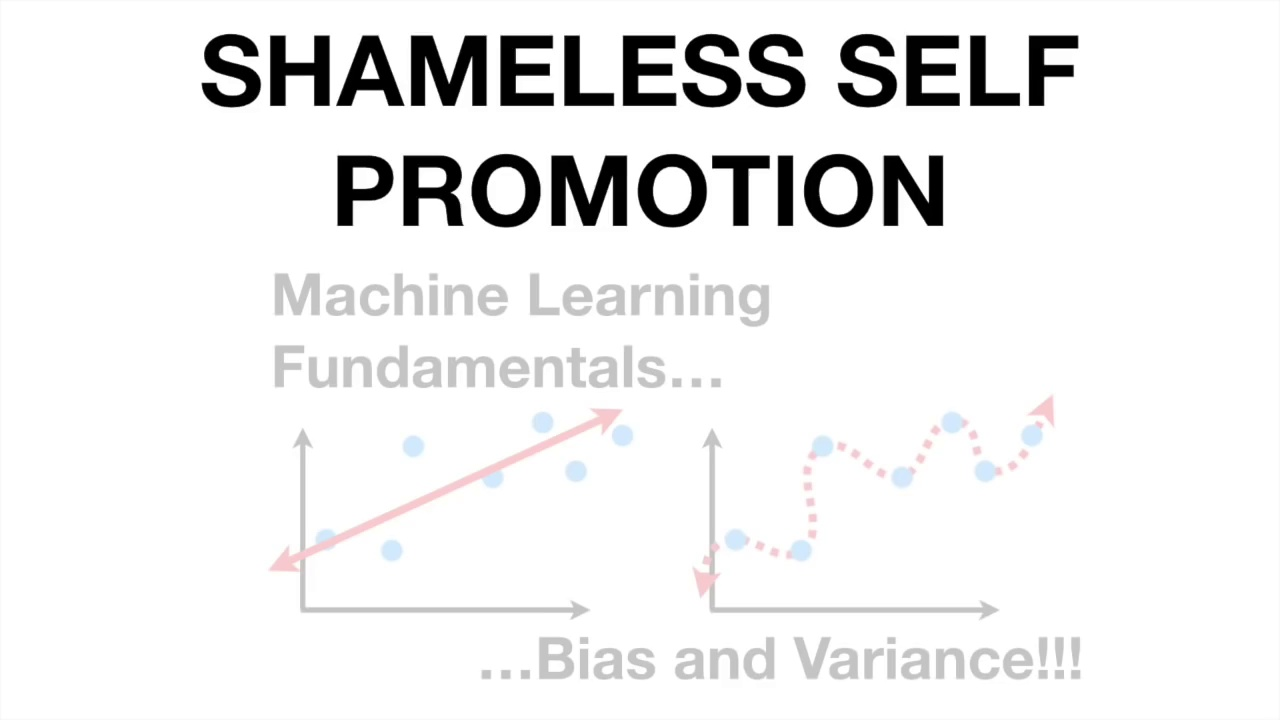 SHAMELESS SELF
PROMOTION
Machine Learning
Fundamentals…
…Bias and Variance!!!